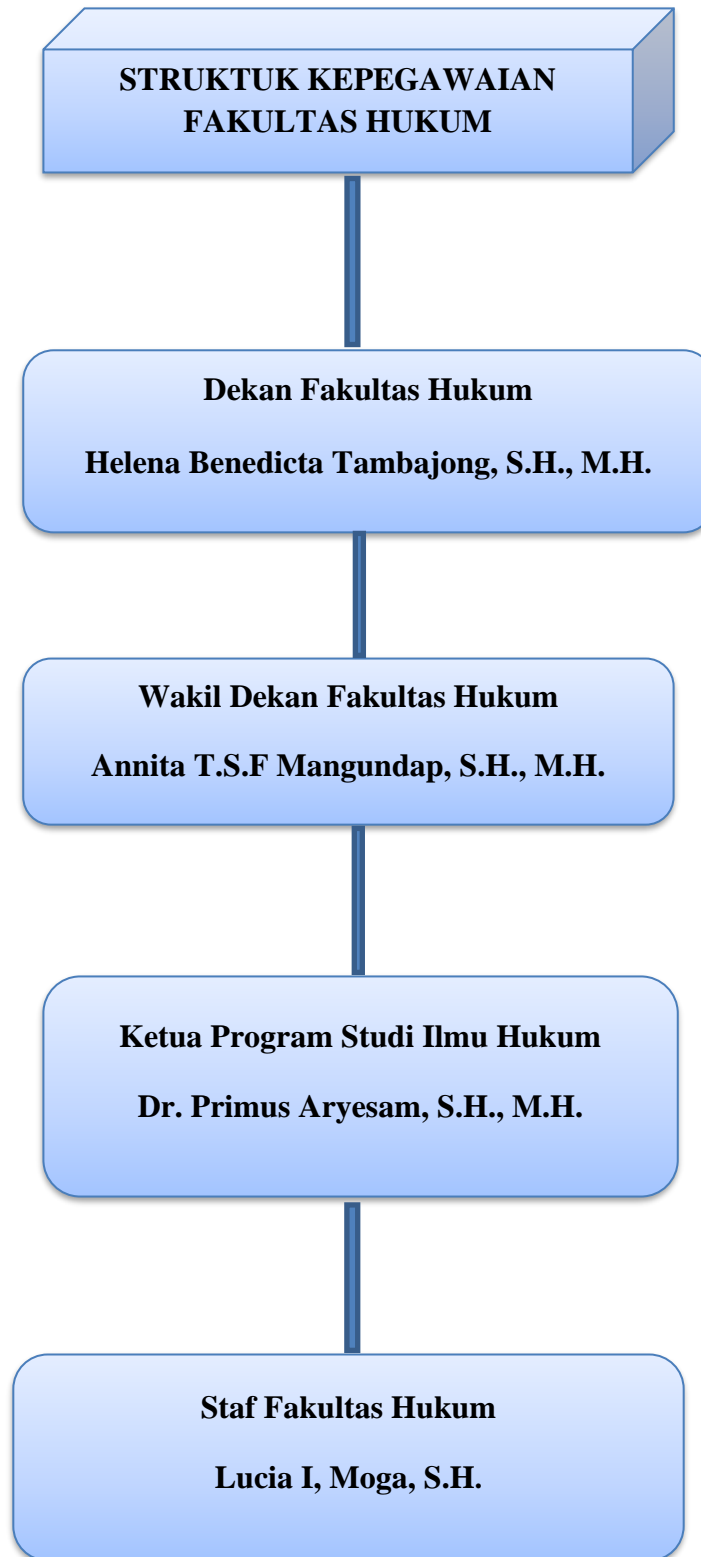 STRUKTUK KEPEGAWAIAN
FAKULTAS HUKUM
Dekan Fakultas Hukum
Helena Benedicta Tambajong, S.H., M.H.
Wakil Dekan Fakultas Hukum
Annita T.S.F Mangundap, S.H., M.H.
Ketua Program Studi Ilmu Hukum
Dr. Primus Aryesam, S.H., M.H.
Staf Fakultas Hukum
Lucia I, Moga, S.H.